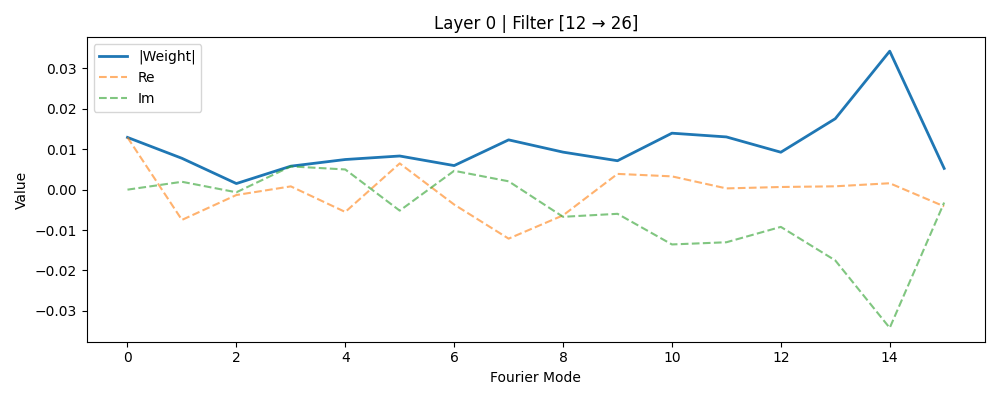 Layer 0 | Filter [12 → 26]
|Weight|
Re
Im
Value
0.03
0.02
0.01
0.00
−0.01
−0.02
−0.03
0 2 4 6 8 10 12 14
Fourier Mode